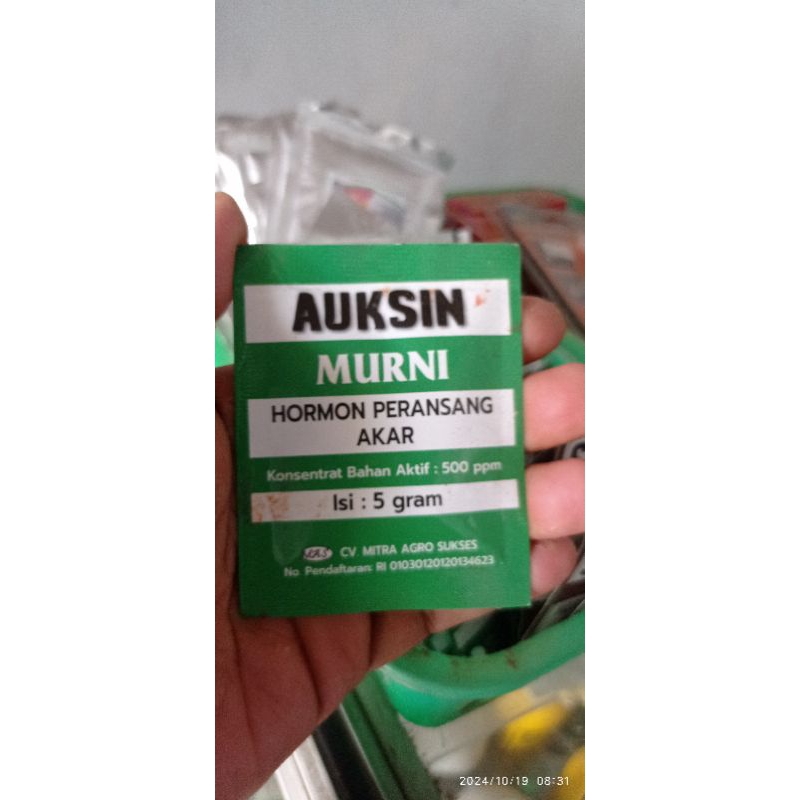 AUKSIN
MURNI
HORMON PERANSANG
AKAR
Konsentrat Bahan Aktif : 500 ppm
Isi : 5 gram
CV MITRA AGRO SUKSES
No Pendaftaran: RI 01030120120134623
2024/10/19 08:31